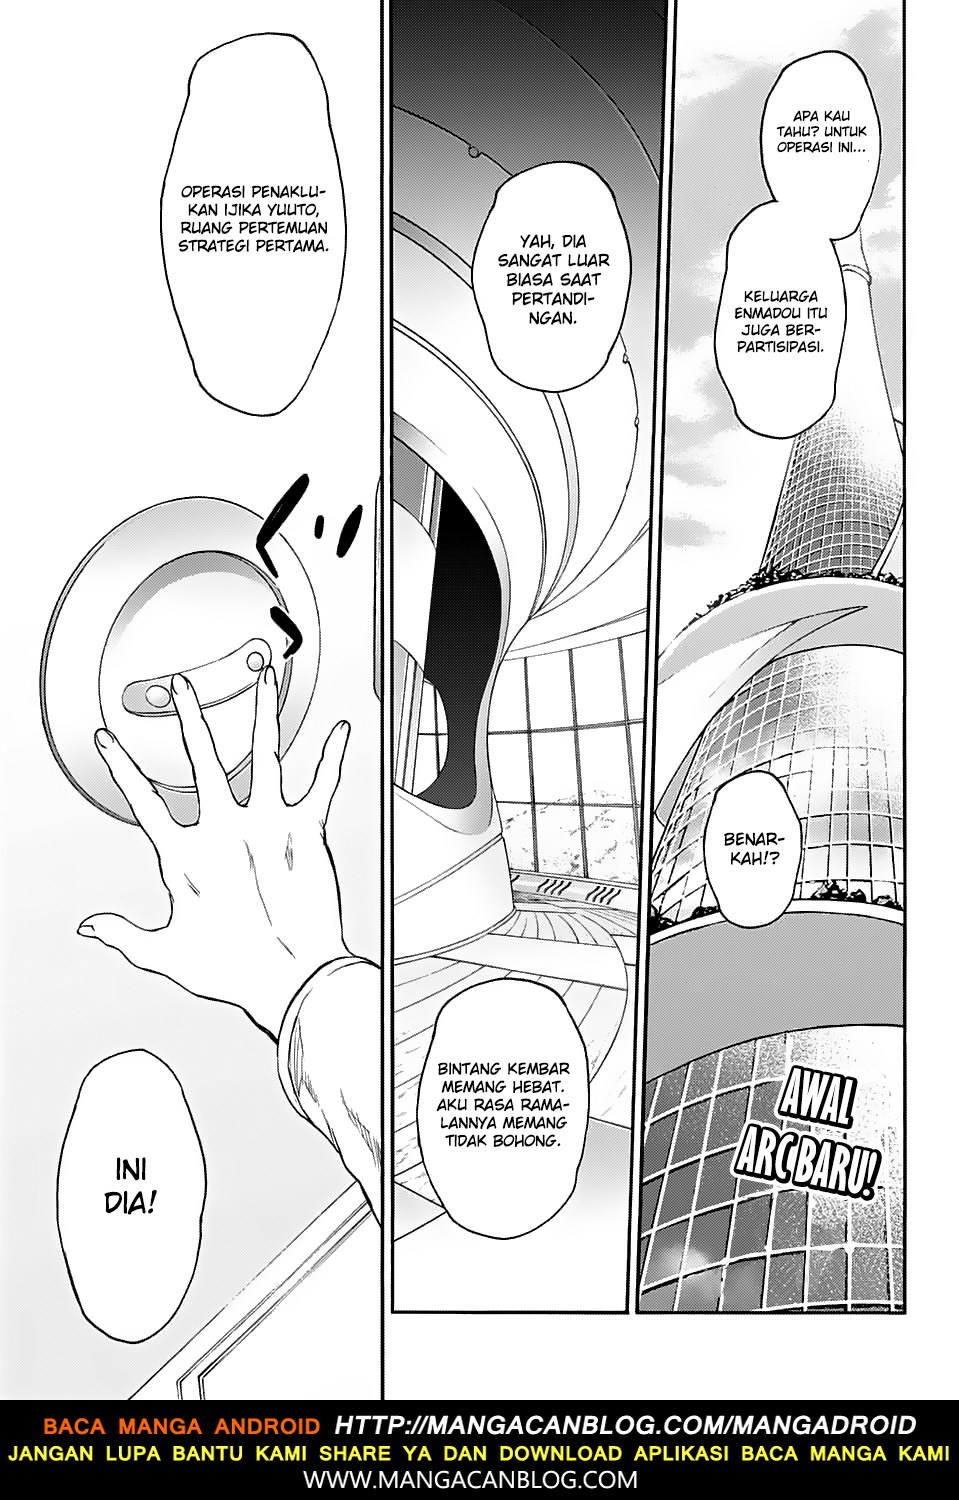 APA KAU
TAHU? UNTUK
OPERASI INI...
KELUARGA
ENMADOU ITU
JUGA BER-
PARTISIPASI.
BENAR-
KAH!?
AWAL
ARC BARU!
YAH, DIA
SANGAT LUAR
BIASA SAAT
PERTANDI-
NGAN.
BINTANG KEMBAR
MEMANG HEBAT.
AKU RASA RAMA-
LANNYA MEMANG
TIDAK BOHONG.
OPERASI PENAKLU-
KAN IJIKA YUUTO,
RUANG PERTEMUAN
STRATEGI PERTAMA.
INI
DIA!
BACA MANGA ANDROID HTTP://MANGACANBLOG.COM/MANGADROID
JANGAN LUPA BANTU KAMI SHARE YA DAN DOWNLOAD APLIKASI BACA MANGA KAMI
WWW.MANGACANBLOG.COM